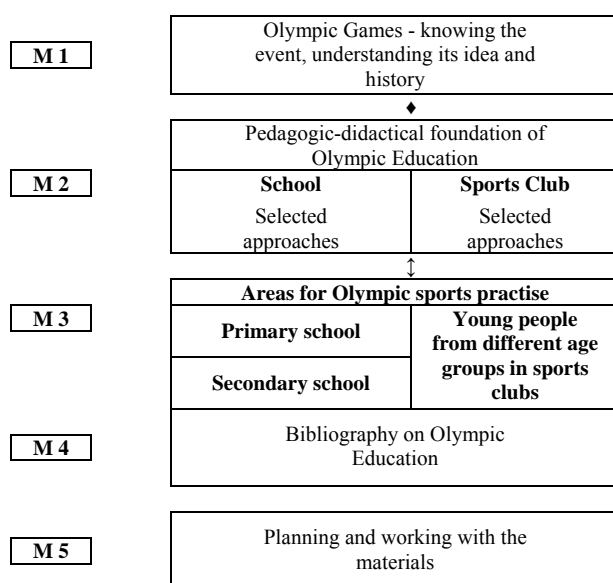 M 1
Olympic Games - knowing the
event, understanding its idea and
history
♦
M 2
Pedagogic-didactical foundation of
Olympic Education
School
Selected
approaches
Sports Club
Selected
approaches
↕
M 3
Areas for Olympic sports practise
Primary school
Secondary school
Young people
from different age
groups in sports
clubs
M 4
Bibliography on Olympic
Education
M 5
Planning and working with the
materials